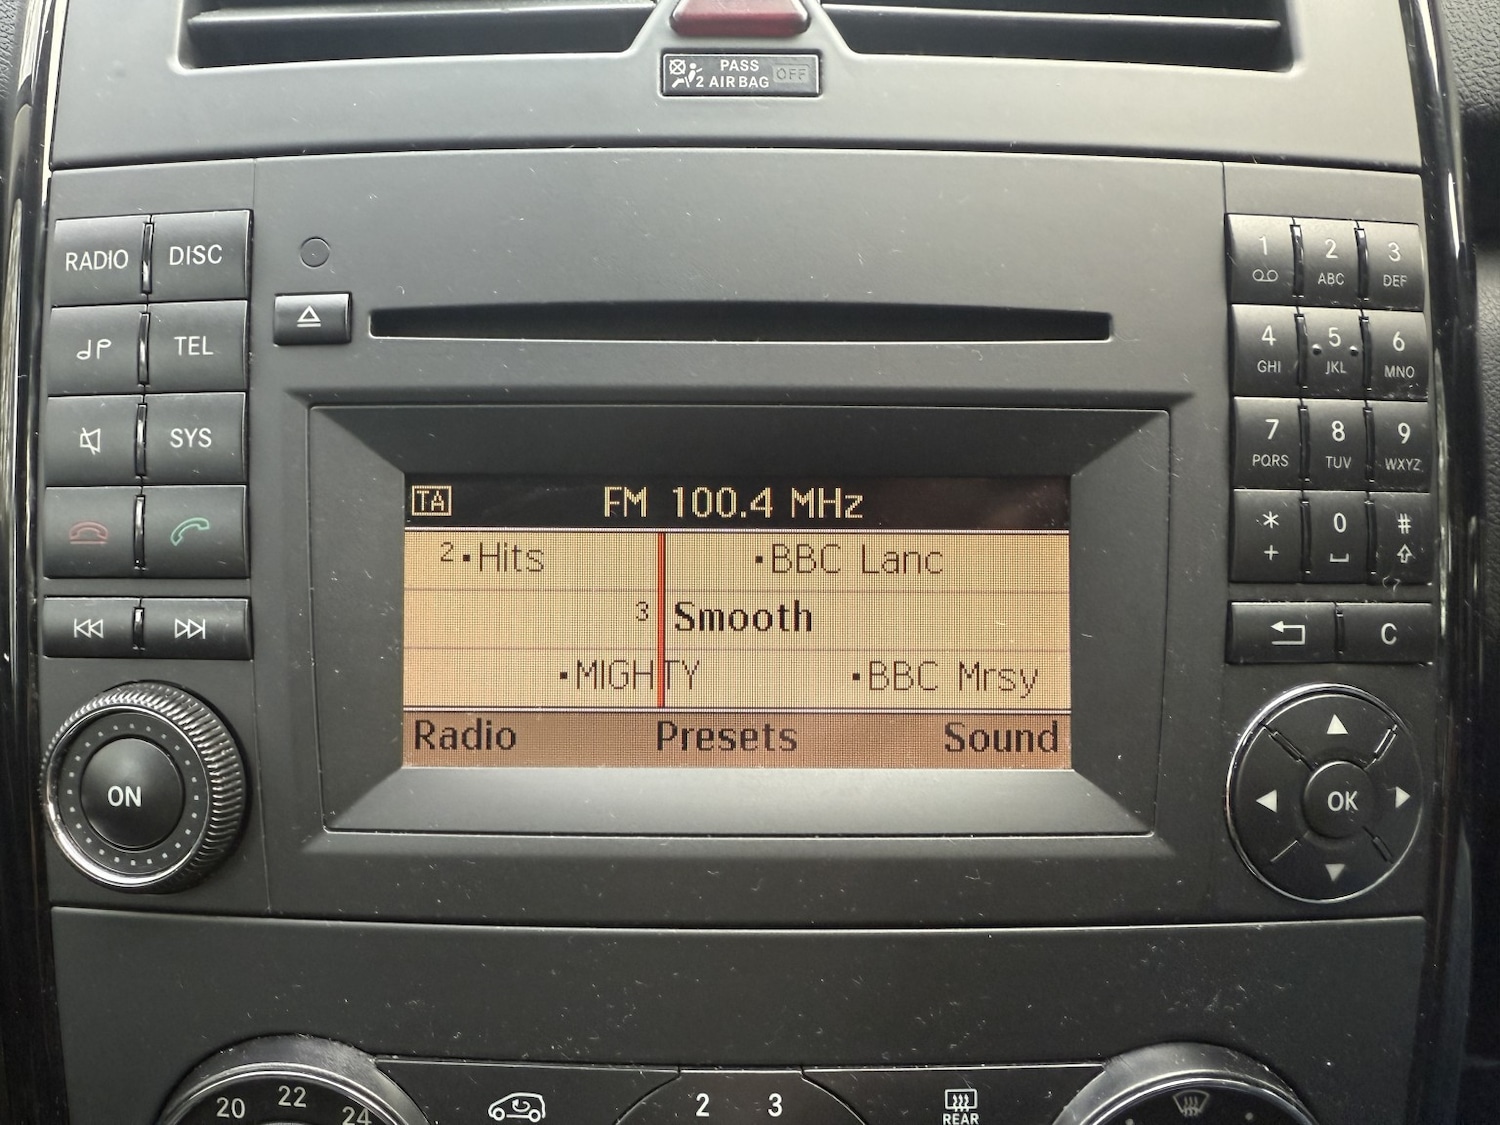 PASS
2 AIRBAG OFF
RADIO DISC
TEL
SYS
1
2 ABC
3 DEF
4 GHI
5 JKL
6 MNO
7 PQRS
8 TUV
9 WXYZ
*
+
0
#
C
TA FM 100.4 MHz
2 •Hits •BBC Lanc
3 Smooth
•MIGHTY •BBC Mrsy
Radio Presets Sound
ON
OK
20 22 24
2 3
REAR